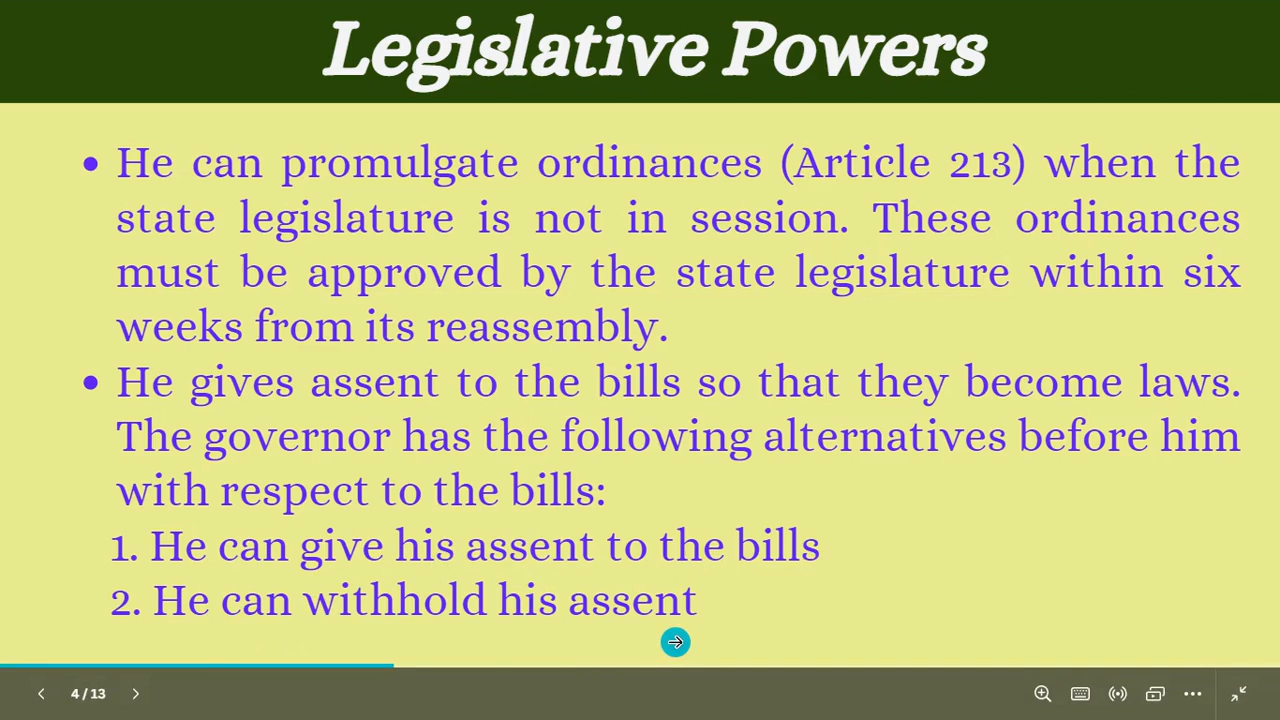 Legislative Powers
• He can promulgate ordinances (Article 213) when the
state legislature is not in session. These ordinances
must be approved by the state legislature within six
weeks from its reassembly.
• He gives assent to the bills so that they become laws.
The governor has the following alternatives before him
with respect to the bills:
1. He can give his assent to the bills
2. He can withhold his assent
4 / 13